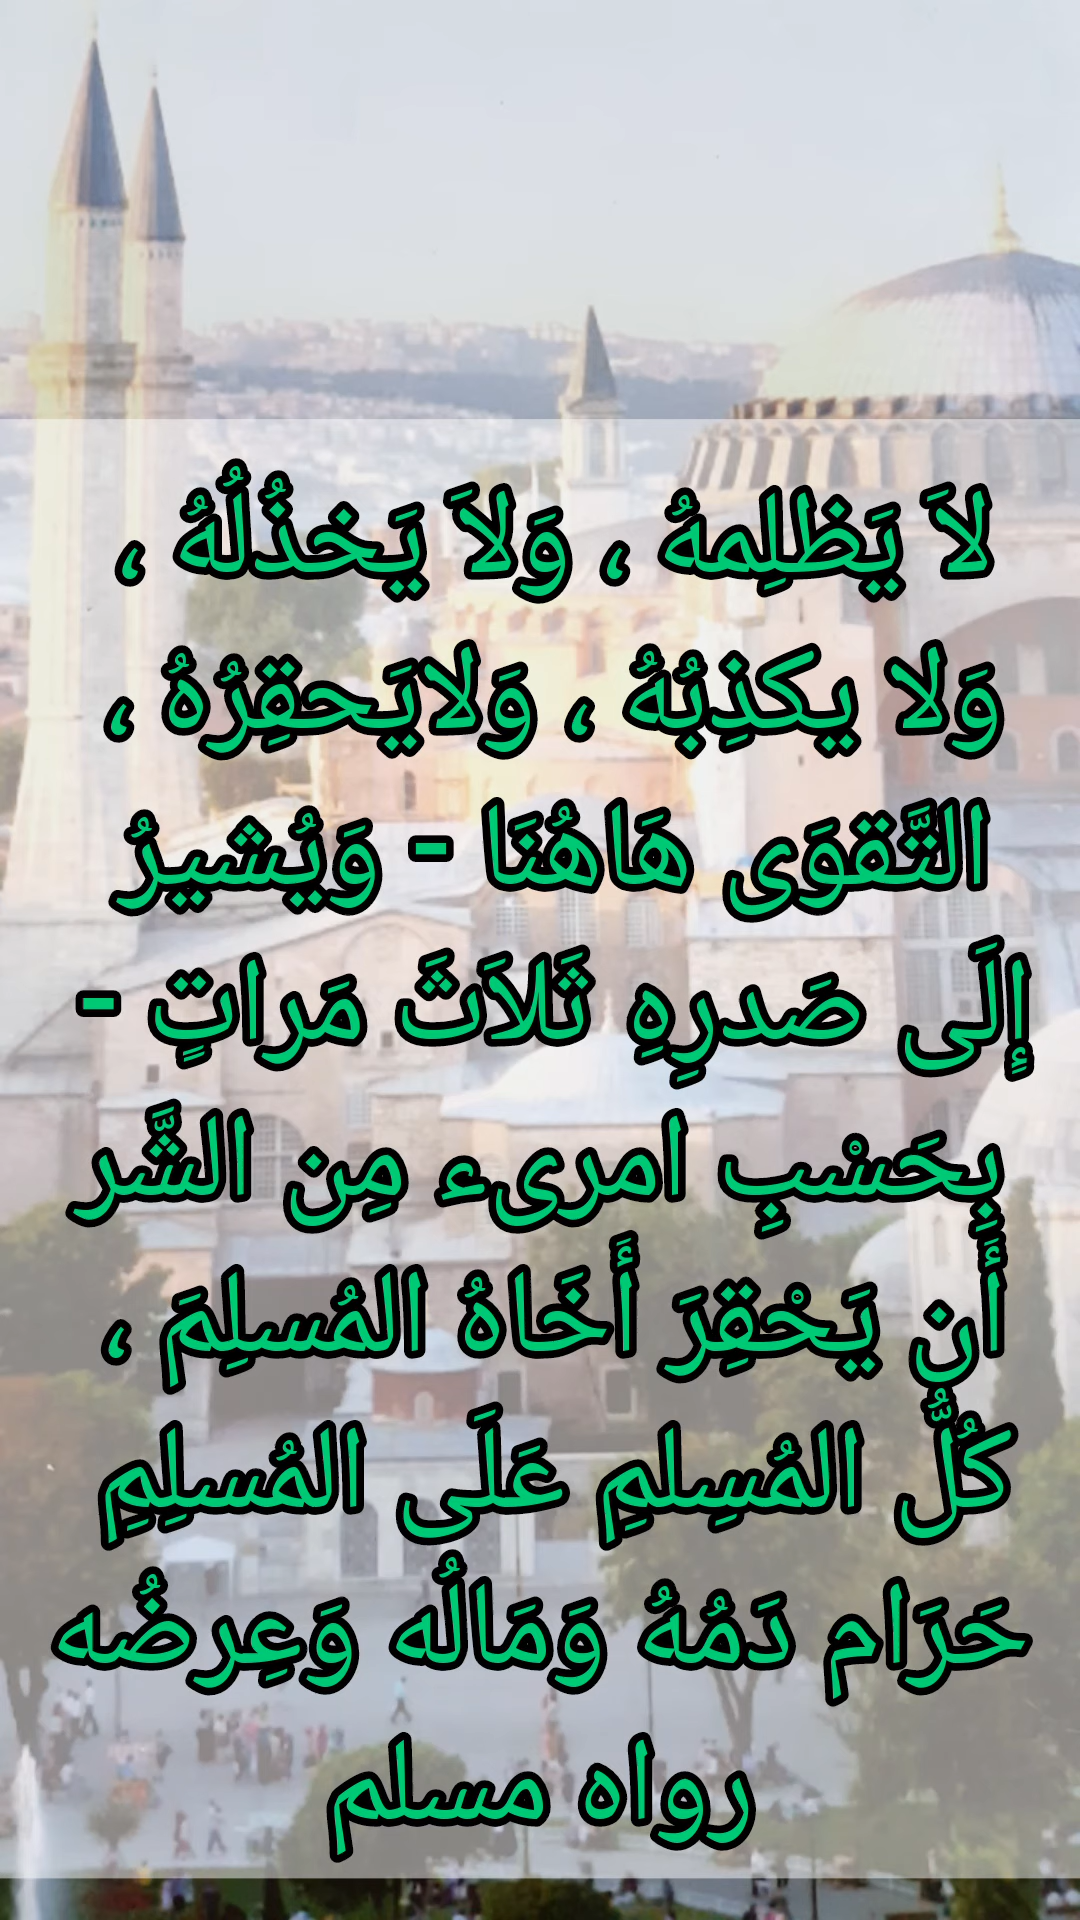 لاَ يَظلِمهُ ، وَلاَ يَخذُلُهُ ،
وَلا يكذِبُهُ ، وَلايَحقِرُهُ ،
التَّقوَى هَاهُنَا - وَيُشيرُ
إِلَى صَدرِهِ ثَلاَثَ مَراتٍ -
بِحَسْبِ امرىء مِن الشَّر
أَن يَحْقِرَ أَخَاهُ المُسلِمَ ،
كُلُّ المُسِلمِ عَلَى المُسلِمِ
حَرَام دَمُهُ وَمَالُه وَعِرضُه
رواه مسلم